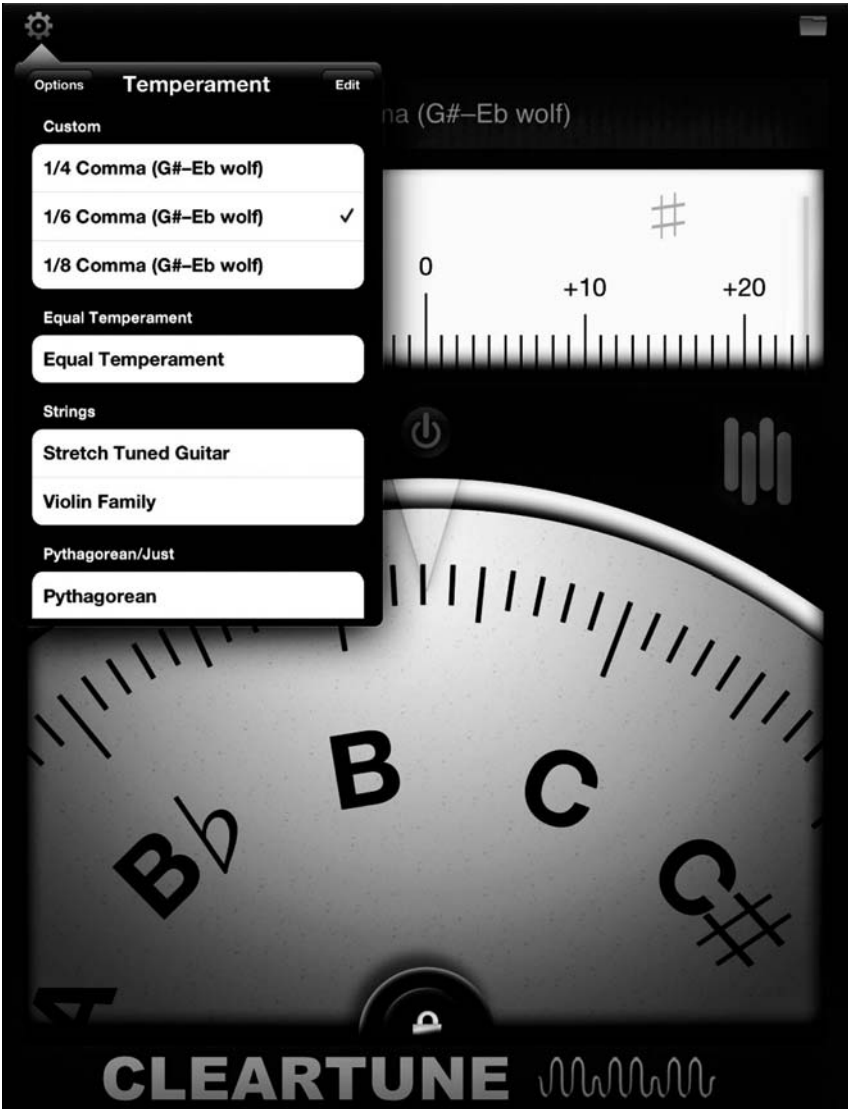 Options Temperament Edit
na (G#–Eb wolf)
Custom
1/4 Comma (G#–Eb wolf)
1/6 Comma (G#–Eb wolf) ✓
1/8 Comma (G#–Eb wolf)
♯
0 +10 +20
Equal Temperament
Equal Temperament
Strings
Stretch Tuned Guitar
Violin Family
Pythagorean/Just
Pythagorean
A B♭ B C C♯
CLEARTUNE